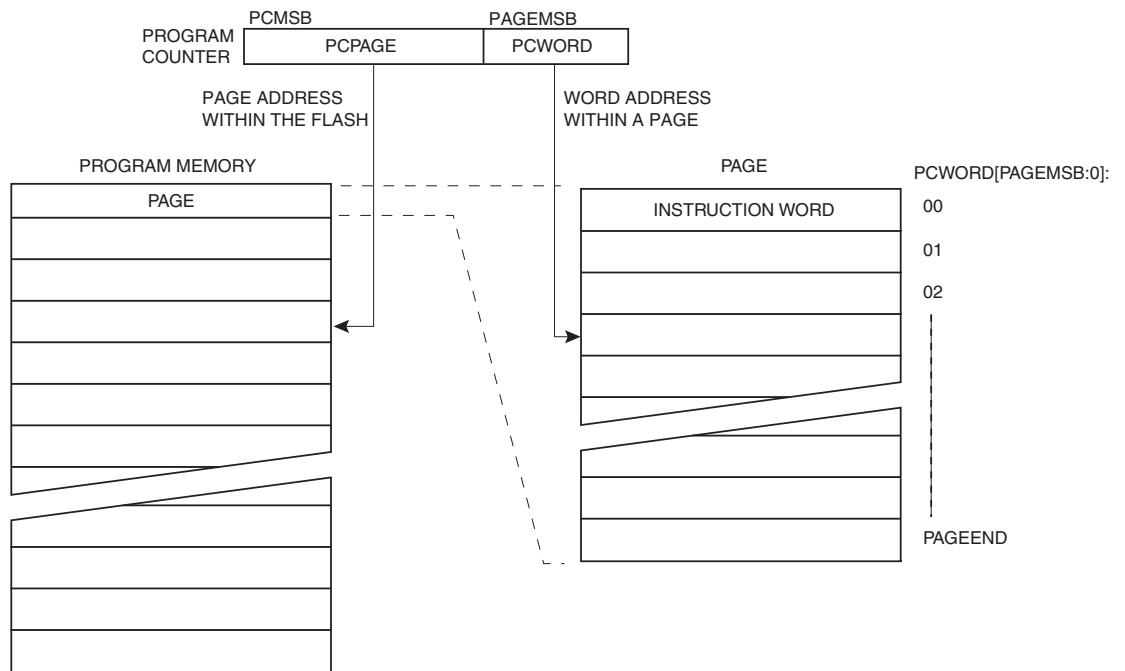 PCMSB
PAGEMSB
PROGRAM
COUNTER
PCPAGE
PCWORD
PAGE ADDRESS
WITHIN THE FLASH
WORD ADDRESS
WITHIN A PAGE
PROGRAM MEMORY
PAGE
PAGE
INSTRUCTION WORD
PCWORD[PAGEMSB:0]:
00
01
02
PAGEEND